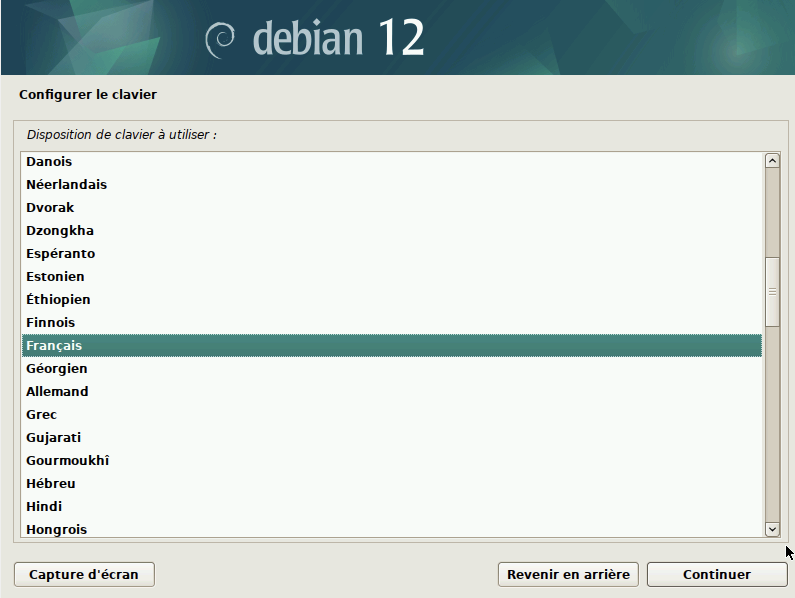 debian 12
Configurer le clavier
Disposition de clavier à utiliser :
Danois
Néerlandais
Dvorak
Dzongkha
Espéranto
Estonien
Éthiopien
Finnois
Français
Géorgien
Allemand
Grec
Gujarati
Gourmoukhî
Hébreu
Hindi
Hongrois
Capture d'écran Revenir en arrière Continuer